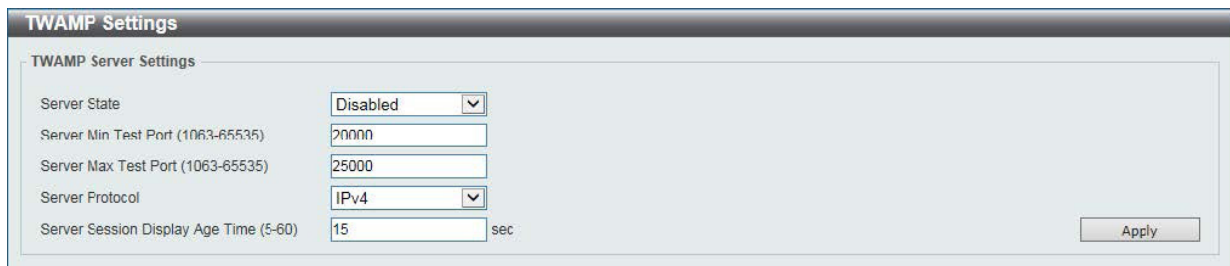 TWAMP Settings
TWAMP Server Settings
Server State Disabled
Server Min Test Port (1063-65535) 20000
Server Max Test Port (1063-65535) 25000
Server Protocol IPv4
Server Session Display Age Time (5-60) 15 sec
Apply